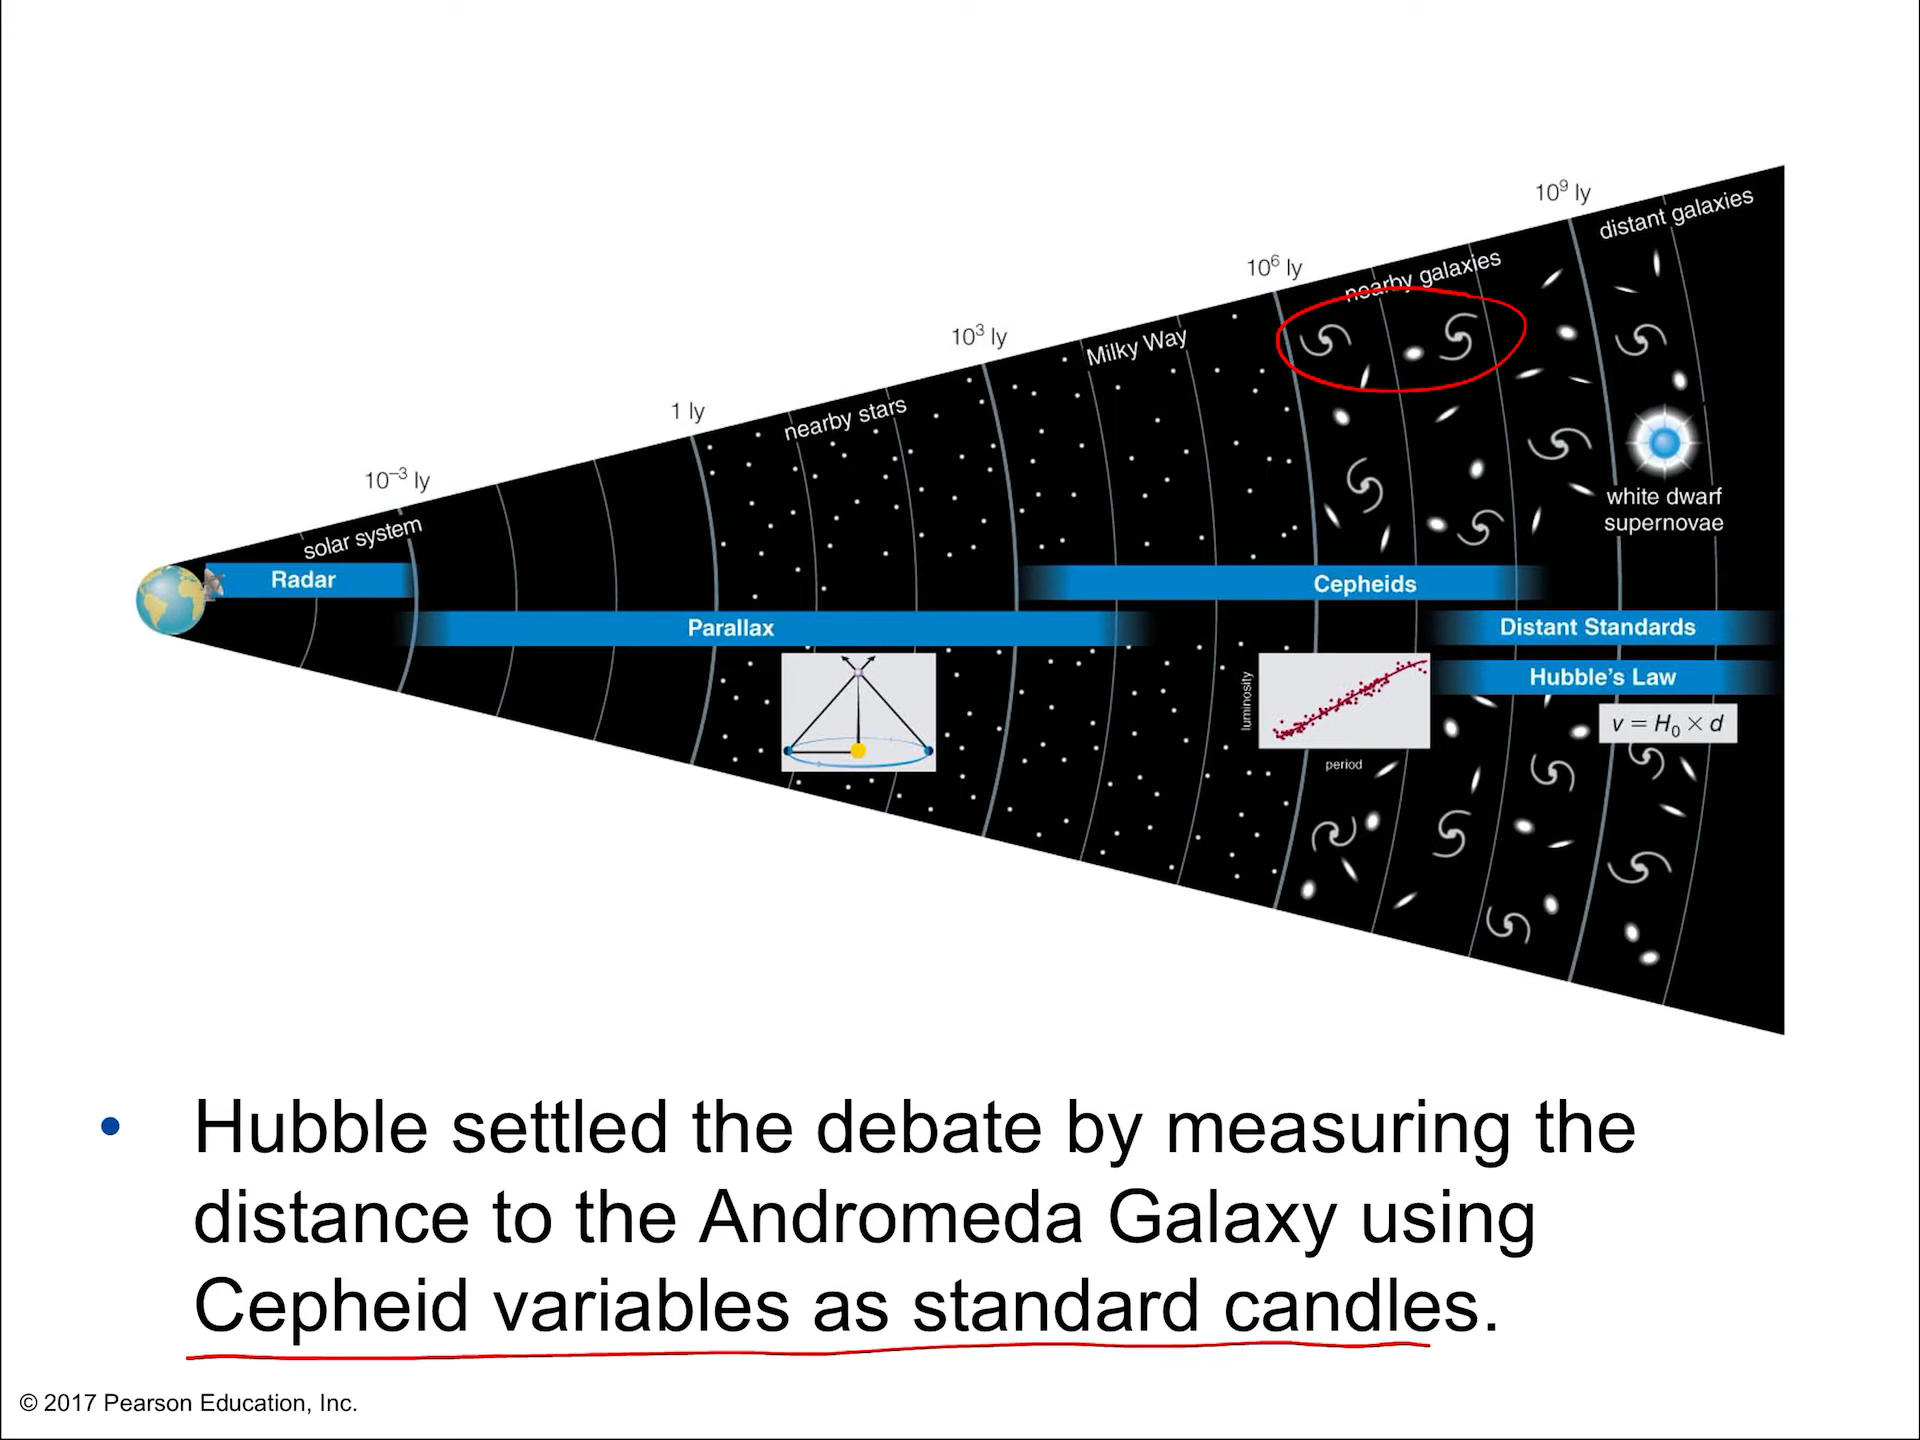 10⁹ ly
distant galaxies
10⁶ ly
nearby galaxies
10³ ly
Milky Way
1 ly
nearby stars
10⁻³ ly
solar system
white dwarf
supernovae
Radar
Cepheids
Parallax
Distant Standards
Hubble's Law
luminosity
period
v = H₀ × d
• Hubble settled the debate by measuring the
distance to the Andromeda Galaxy using
Cepheid variables as standard candles.
© 2017 Pearson Education, Inc.